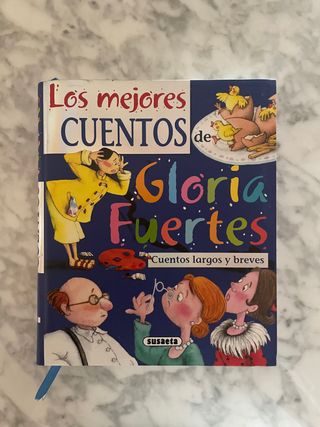 Los mejores
CUENTOS de
Gloria
Fuertes
Cuentos largos y breves
susaeta